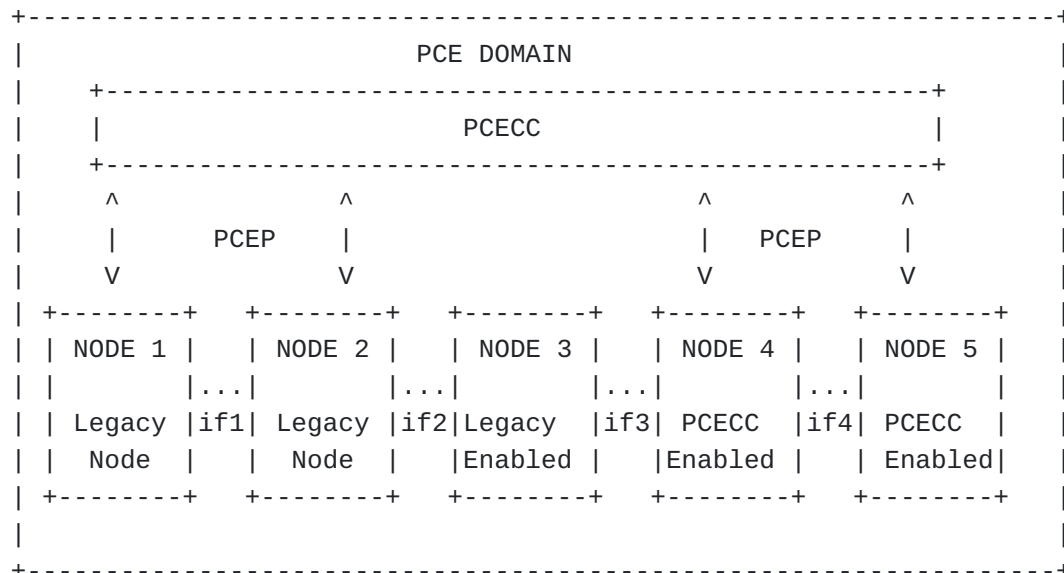 PCE DOMAIN
PCECC
PCEP PCEP
NODE 1 NODE 2 NODE 3 NODE 4 NODE 5
Legacy if1 Legacy if2 Legacy if3 PCECC if4 PCECC
Node Node Enabled Enabled Enabled